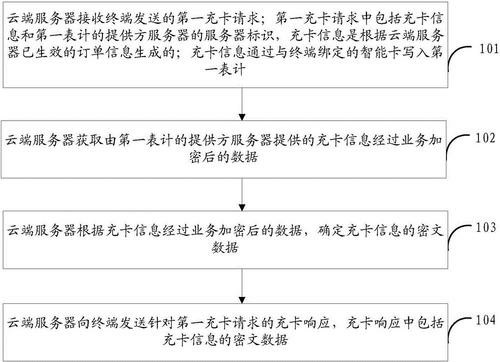 云端服务器接收终端发送的第一充卡请求；第一充卡请求中包括充卡信
息和第一表计的提供方服务器的服务器标识，充卡信息是根据云端服务
器已生效的订单信息生成的；充卡信息通过与终端绑定的智能卡写入第
一表计
101
云端服务器获取由第一表计的提供方服务器提供的充卡信息经过业务加
密后的数据
102
云端服务器根据充卡信息经过业务加密后的数据，确定充卡信息的密文
数据
103
云端服务器向终端发送针对第一充卡请求的充卡响应，充卡响应中包括
充卡信息的密文数据
104